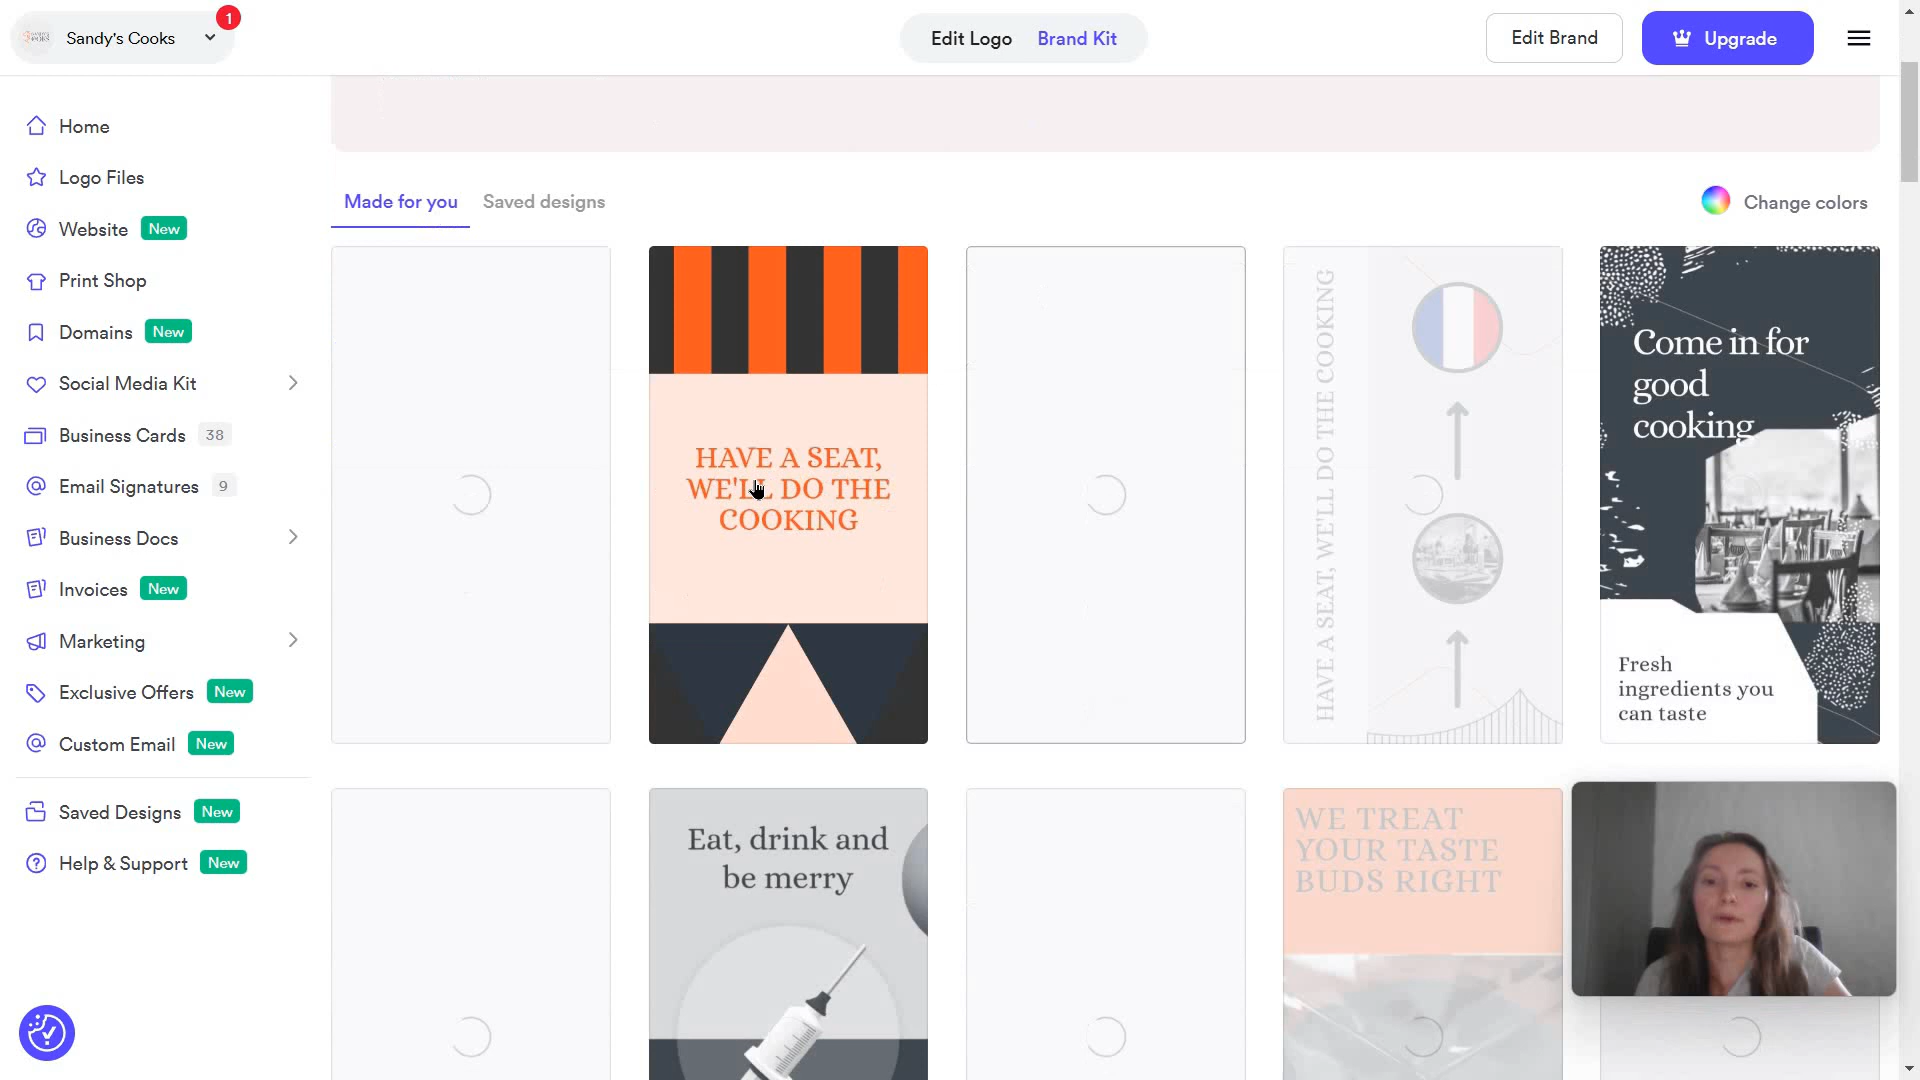 1
Sandy's Cooks
Edit Logo
Brand Kit
Edit Brand
Upgrade
Home
Logo Files
Website New
Print Shop
Domains New
Social Media Kit
Business Cards 38
Email Signatures 9
Business Docs
Invoices New
Marketing
Exclusive Offers New
Custom Email New
Saved Designs New
Help & Support New
Made for you
Saved designs
Change colors
HAVE A SEAT,
WE'LL DO THE
COOKING
HAVE A SEAT, WE'LL DO THE COOKING
Come in for
good
cooking
Fresh
ingredients you
can taste
Eat, drink and
be merry
WE TREAT
YOUR TASTE
BUDS RIGHT